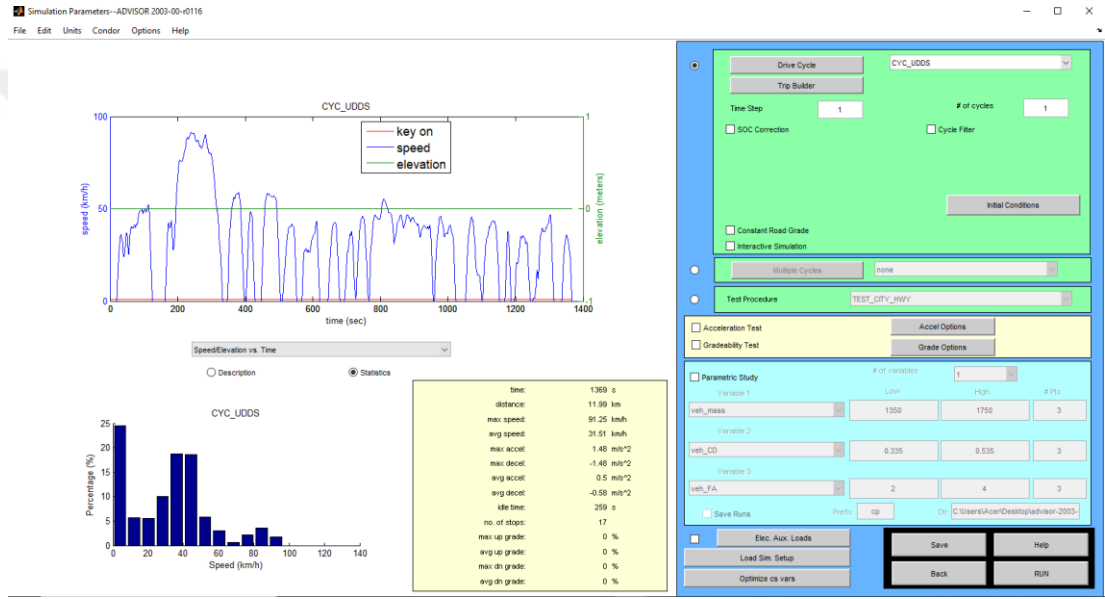 Simulation Parameters--ADVISOR 2003-00-r0116
File Edit Units Condor Options Help
CYC_UDDS
100
50
0
speed (km/h)
key on
speed
elevation
1
0
-1
elevation (meters)
0 200 400 600 800 1000 1200 1400
time (sec)
Speed/Elevation vs. Time
Description Statistics
CYC_UDDS
25
20
15
10
5
0
Percentage (%)
0 20 40 60 80 100 120 140
Speed (km/h)
time: 1369 s
distance: 11.99 km
max speed: 91.25 km/h
avg speed: 31.51 km/h
max accel: 1.48 m/s^2
max decel: -1.48 m/s^2
avg accel: 0.5 m/s^2
avg decel: -0.58 m/s^2
idle time: 259 s
no. of stops: 17
max up grade: 0 %
avg up grade: 0 %
max dn grade: 0 %
avg dn grade: 0 %
Drive Cycle CYC_UDDS
Trip Builder
Time Step 1 # of cycles 1
SOC Correction Cycle Filter
Initial Conditions
Constant Road Grade
Interactive Simulation
Multiple Cycles none
Test Procedure TEST_CITY_HWY
Acceleration Test Accel Options
Gradeability Test Grade Options
Parametric Study # of variables 1
Variable 1 Low High # Pts
veh_mass 1350 1750 3
Variable 2
veh_CD 0.335 0.535 3
Variable 3
veh_FA 2 4 3
Save Runs Prefix: cp Dir: C:\Users\Acer\Desktop\advisor-2003-
Elec. Aux. Loads
Load Sim. Setup
Optimize cs vars
Save Help
Back RUN